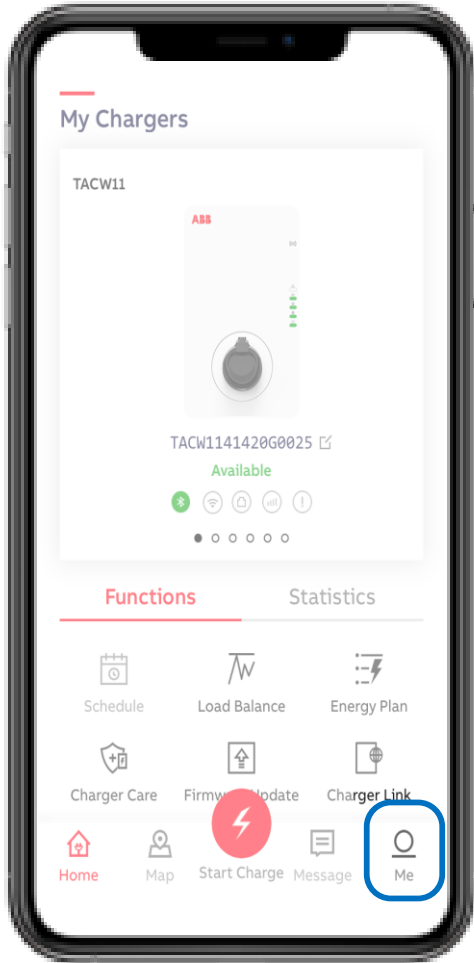 My Chargers
TACW11
ABB
TACW1141420G0025
Available
Functions Statistics
Schedule Load Balance Energy Plan
Charger Care Firmware Update Charger Link
Home Map Start Charge Message Me